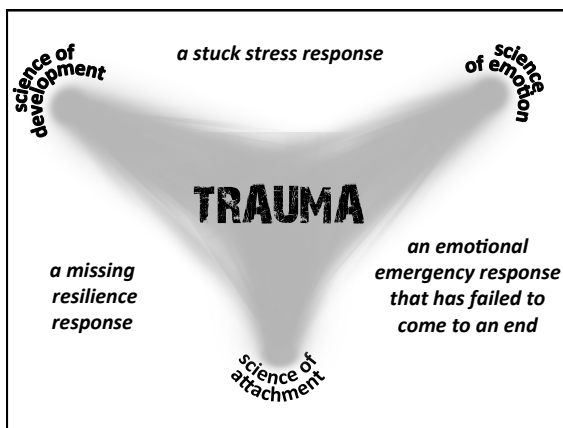 science of
development
a stuck stress response
science
of emotion
TRAUMA
a missing
resilience
response
an emotional
emergency response
that has failed to
come to an end
science of
attachment